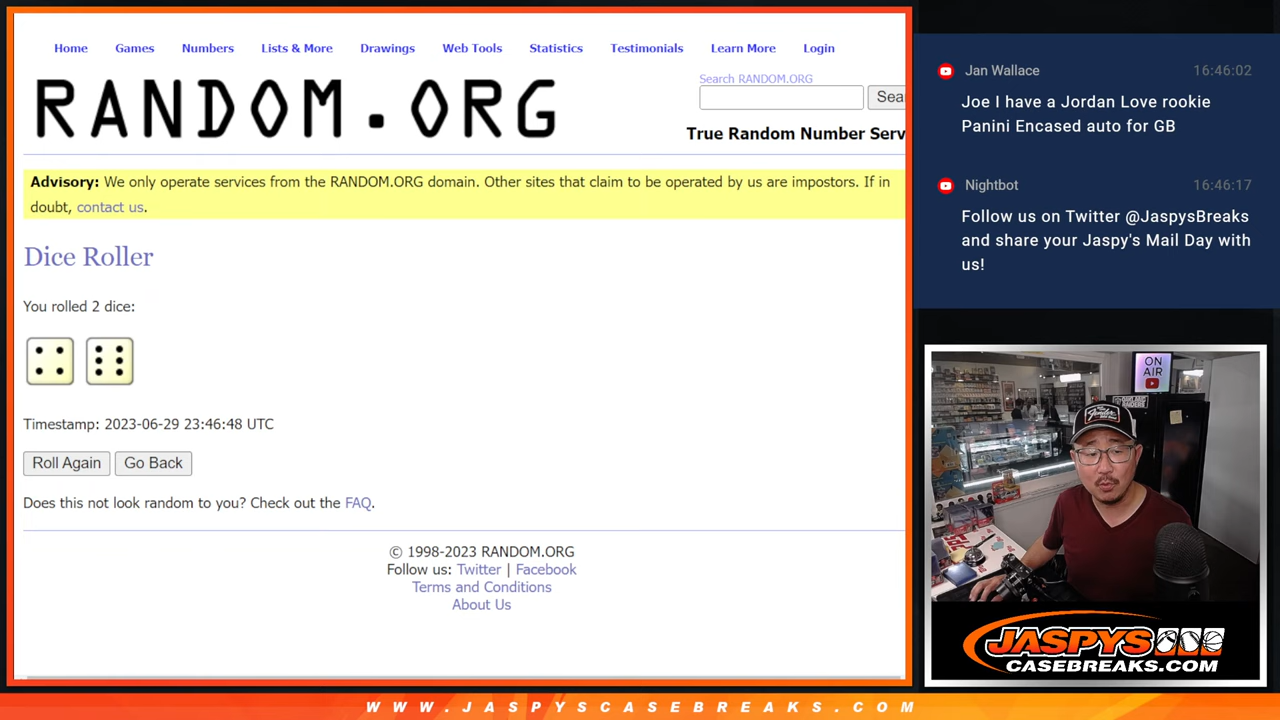 Home Games Numbers Lists & More Drawings Web Tools Statistics Testimonials Learn More Login
RANDOM.ORG
Search RANDOM.ORG
Sear
True Random Number Serv
Advisory: We only operate services from the RANDOM.ORG domain. Other sites that claim to be operated by us are impostors. If in
doubt, contact us.
Dice Roller
You rolled 2 dice:
Timestamp: 2023-06-29 23:46:48 UTC
Roll Again Go Back
Does this not look random to you? Check out the FAQ.
© 1998-2023 RANDOM.ORG
Follow us: Twitter | Facebook
Terms and Conditions
About Us
Jan Wallace 16:46:02
Joe I have a Jordan Love rookie
Panini Encased auto for GB
Nightbot 16:46:17
Follow us on Twitter @JaspysBreaks
and share your Jaspy's Mail Day with
us!
ON
AIR
JASPYS
CASEBREAKS.COM
WWW.JASPYSCASEBREAKS.COM